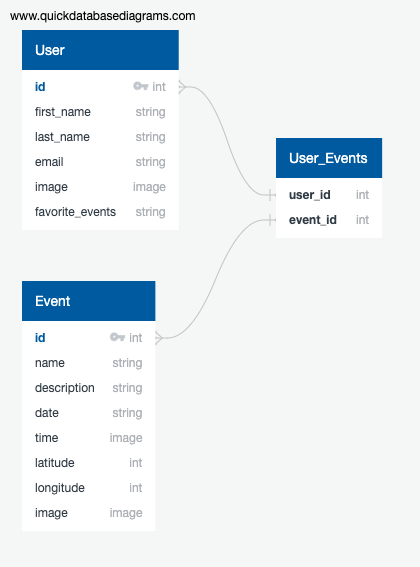 www.quickdatabasediagrams.com
User
id int
first_name string
last_name string
email string
image image
favorite_events string
User_Events
user_id int
event_id int
Event
id int
name string
description string
date string
time image
latitude int
longitude int
image image